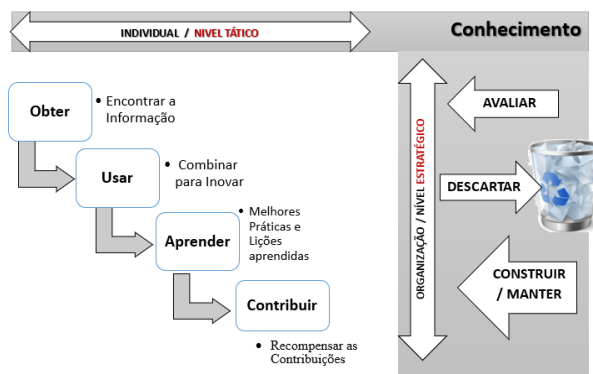 INDIVIDUAL / NIVEL TÁTICO
Conhecimento
Obter
• Encontrar a
Informação
Usar
• Combinar
para Inovar
Aprender
• Melhores
Práticas e
Lições
aprendidas
Contribuir
• Recompensar as
Contribuições
ORGANIZAÇÃO / NÍVEL ESTRATÉGICO
AVALIAR
DESCARTAR
CONSTRUIR
/ MANTER